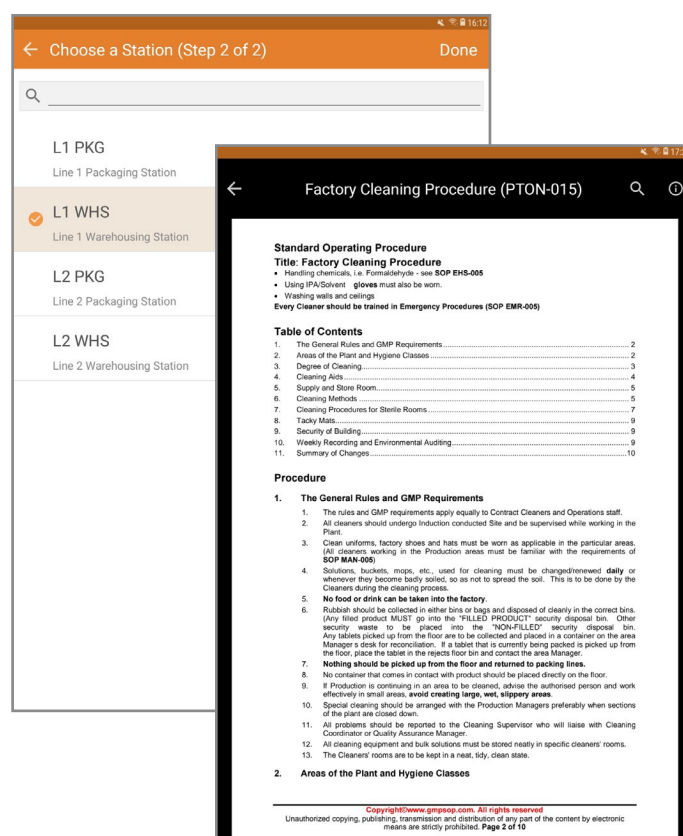 16:12
Choose a Station (Step 2 of 2)
Done
L1 PKG
Line 1 Packaging Station
L1 WHS
Line 1 Warehousing Station
L2 PKG
Line 2 Packaging Station
L2 WHS
Line 2 Warehousing Station
Factory Cleaning Procedure (PTON-015)
Standard Operating Procedure
Title: Factory Cleaning Procedure
• Handling chemicals, i.e. Formaldehyde - see SOP EHS-005
• Using IPA/Solvent gloves must also be worn.
• Washing walls and ceilings
Every Cleaner should be trained in Emergency Procedures (SOP EMR-005)
Table of Contents
1. The General Rules and GMP Requirements 2
2. Areas of the Plant and Hygiene Classes 2
3. Degree of Cleaning 3
4. Cleaning Aids 4
5. Supply and Store Room 5
6. Cleaning Methods 5
7. Cleaning Procedures for Sterile Rooms 7
8. Tacky Mats 9
9. Security of Building 9
10. Weekly Recording and Environmental Auditing 9
11. Summary of Changes 10
Procedure
1. The General Rules and GMP Requirements
1. The rules and GMP requirements apply equally to Contract Cleaners and Operations staff.
2. All cleaners should undergo Induction conducted Site and be supervised while working in the
Plant.
3. Clean uniforms, factory shoes and hats must be worn as applicable in the particular areas.
(All cleaners working in the Production areas must be familiar with the requirements of
SOP MAN-005)
4. Solutions, buckets, mops, etc., used for cleaning must be changed/renewed daily or
whenever they become badly soiled, so as not to spread the soil. This is to be done by the
Cleaners during the cleaning process.
5. No food or drink can be taken into the factory.
6. Rubbish should be collected in either bins or bags and disposed of cleanly in the correct bins.
(Any filled product MUST go into the "FILLED PRODUCT" security disposal bin. Other
security waste to be placed into the "NON-FILLED" security disposal bin.
Any tablets picked up from the floor are to be collected and placed in a container on the area
Manager's desk for reconciliation. If a tablet that is currently being packed is picked up from
the floor, place the tablet in the rejects floor bin and contact the area Manager.
7. Nothing should be picked up from the floor and returned to packing lines.
8. No container that comes in contact with product should be placed directly on the floor.
9. If Production is continuing in an area to be cleaned, advise the authorised person and work
effectively in small areas, avoid creating large, wet, slippery areas.
10. Special cleaning should be arranged with the Production Managers preferably when sections
of the plant are closed down.
11. All problems should be reported to the Cleaning Supervisor who will liaise with Cleaning
Coordinator or Quality Assurance Manager.
12. All cleaning equipment and bulk solutions must be stored neatly in specific cleaners' rooms.
13. The Cleaners' rooms are to be kept in a neat, tidy, clean state.
2. Areas of the Plant and Hygiene Classes
Copyright©www.gmpsop.com. All rights reserved
Unauthorized copying, publishing, transmission and distribution of any part of the content by electronic
means are strictly prohibited. Page 2 of 10